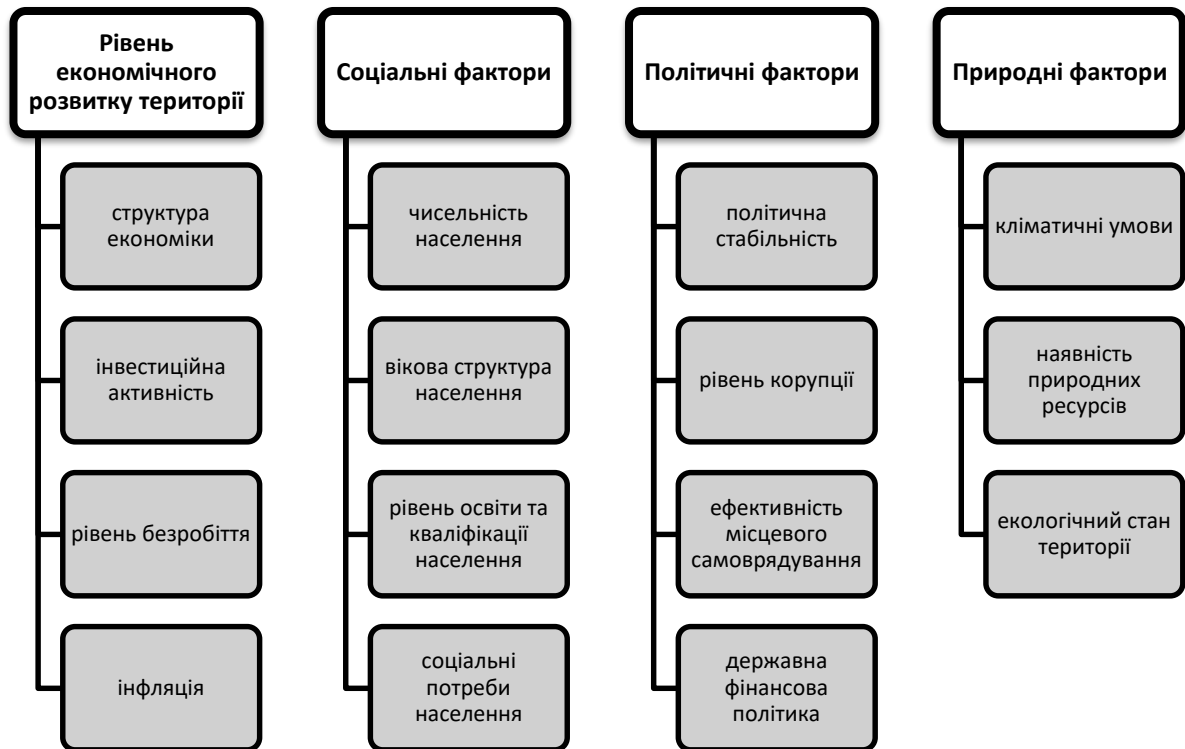 Рівень
економічного
розвитку території
структура
економіки
інвестиційна
активність
рівень безробіття
інфляція
Соціальні фактори
чисельність
населення
вікова структура
населення
рівень освіти та
кваліфікації
населення
соціальні
потреби
населення
Політичні фактори
політична
стабільність
рівень корупції
ефективність
місцевого
самоврядування
державна
фінансова
політика
Природні фактори
кліматичні умови
наявність
природних
ресурсів
екологічний стан
території